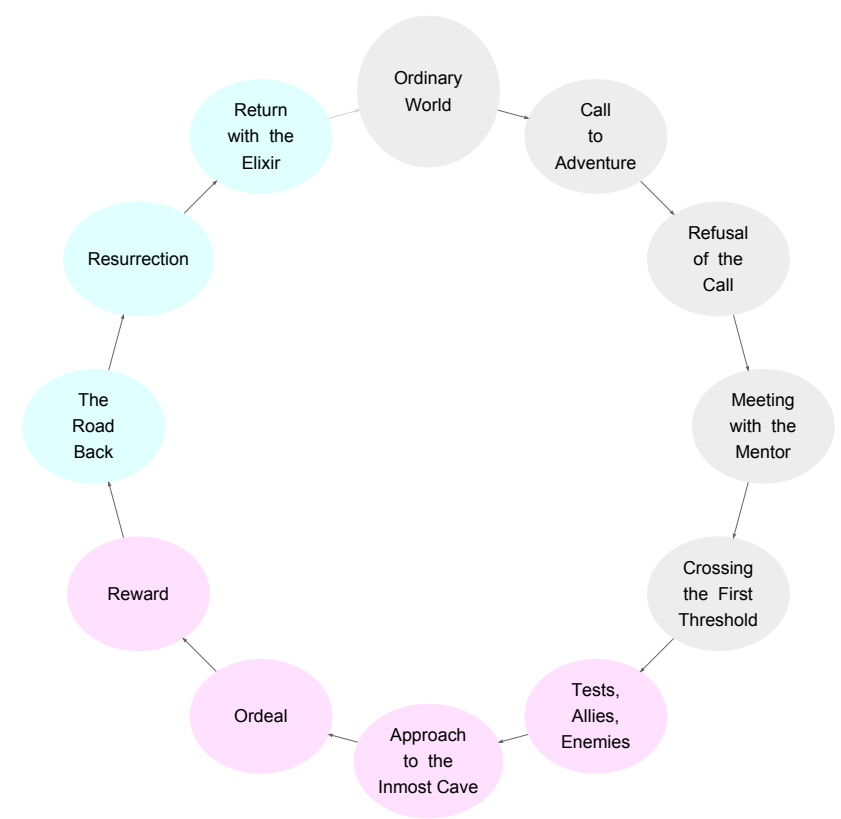 Ordinary
World
Call
to
Adventure
Refusal
of the
Call
Meeting
with the
Mentor
Crossing
the First
Threshold
Tests,
Allies,
Enemies
Approach
to the
Inmost Cave
Ordeal
Reward
The
Road
Back
Resurrection
Return
with the
Elixir